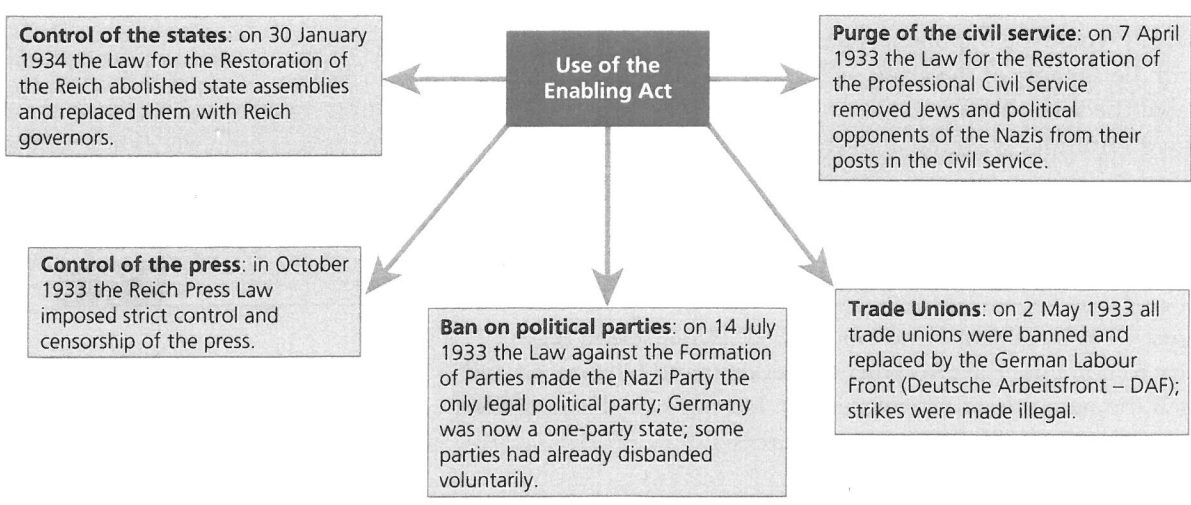 Use of the
Enabling Act
Control of the states: on 30 January
1934 the Law for the Restoration of
the Reich abolished state assemblies
and replaced them with Reich
governors.
Purge of the civil service: on 7 April
1933 the Law for the Restoration of
the Professional Civil Service
removed Jews and political
opponents of the Nazis from their
posts in the civil service.
Control of the press: in October
1933 the Reich Press Law
imposed strict control and
censorship of the press.
Ban on political parties: on 14 July
1933 the Law against the Formation
of Parties made the Nazi Party the
only legal political party; Germany
was now a one-party state; some
parties had already disbanded
voluntarily.
Trade Unions: on 2 May 1933 all
trade unions were banned and
replaced by the German Labour
Front (Deutsche Arbeitsfront – DAF);
strikes were made illegal.